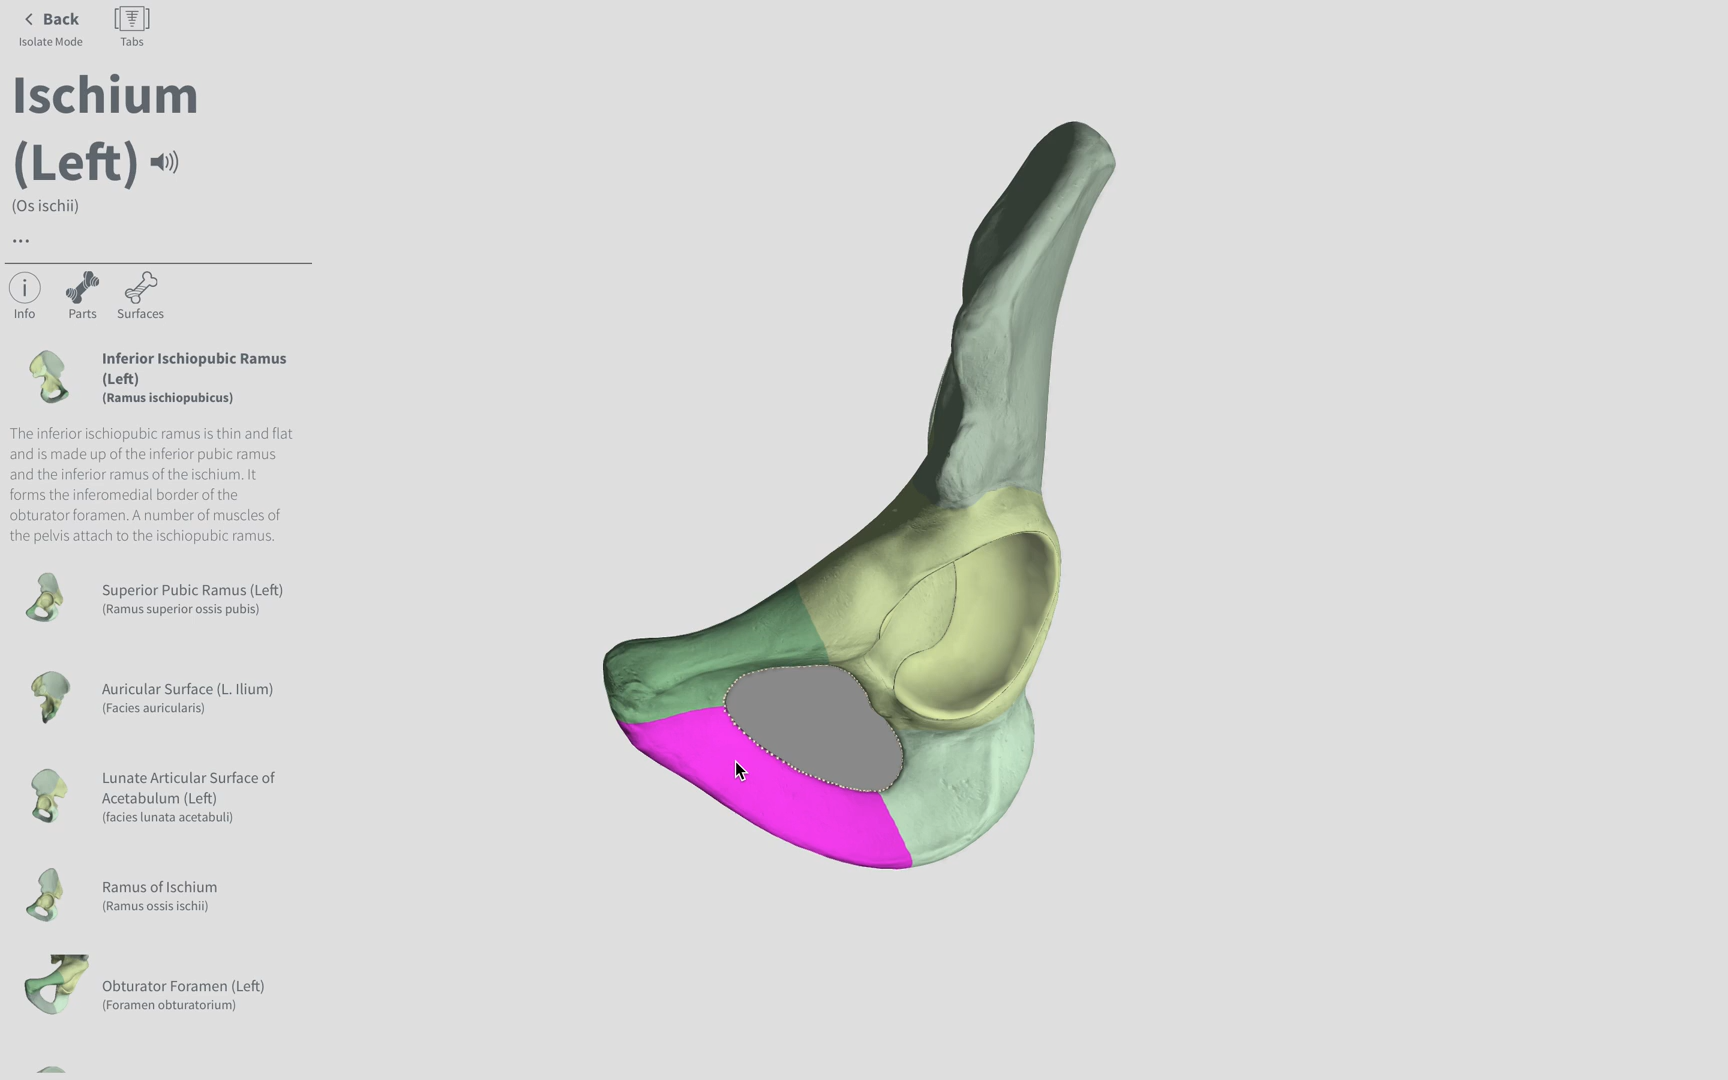 Back
Isolate Mode
Tabs
Ischium
(Left)
(Os ischii)
...
Info
Parts
Surfaces
Inferior Ischiopubic Ramus
(Left)
(Ramus ischiopubicus)
The inferior ischiopubic ramus is thin and flat
and is made up of the inferior pubic ramus
and the inferior ramus of the ischium. It
forms the inferomedial border of the
obturator foramen. A number of muscles of
the pelvis attach to the ischiopubic ramus.
Superior Pubic Ramus (Left)
(Ramus superior ossis pubis)
Auricular Surface (L. Ilium)
(Facies auricularis)
Lunate Articular Surface of
Acetabulum (Left)
(facies lunata acetabuli)
Ramus of Ischium
(Ramus ossis ischii)
Obturator Foramen (Left)
(Foramen obturatorium)